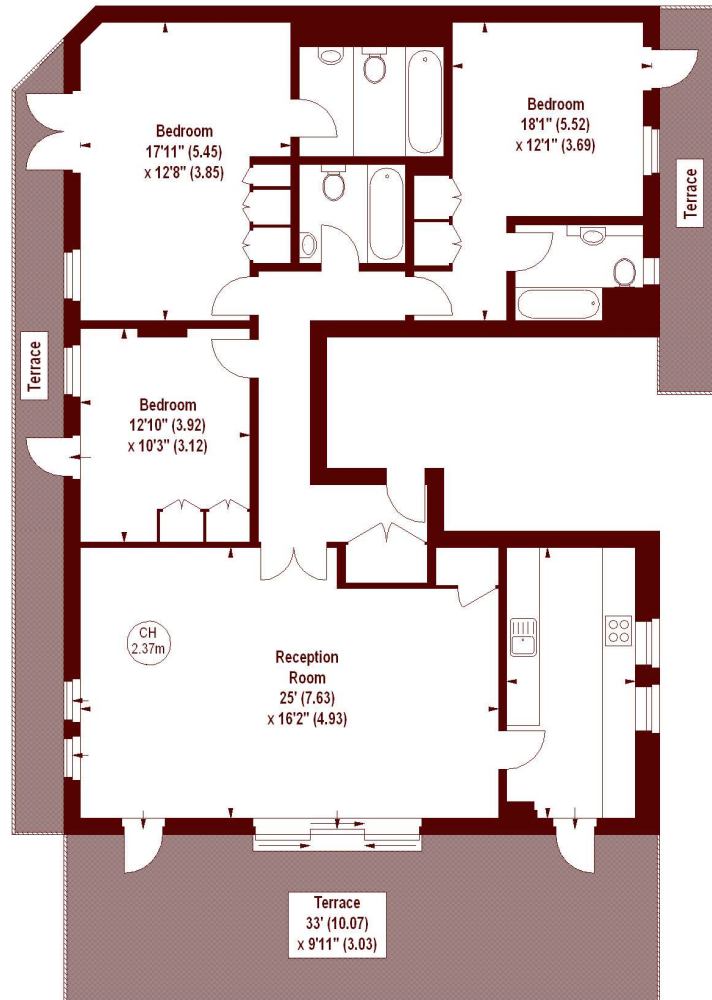 Bedroom
17'11" (5.45)
x 12'8" (3.85)
Bedroom
18'1" (5.52)
x 12'1" (3.69)
Terrace
Terrace
Bedroom
12'10" (3.92)
x 10'3" (3.12)
CH
2.37m
Reception
Room
25' (7.63)
x 16'2" (4.93)
Terrace
33' (10.07)
x 9'11" (3.03)